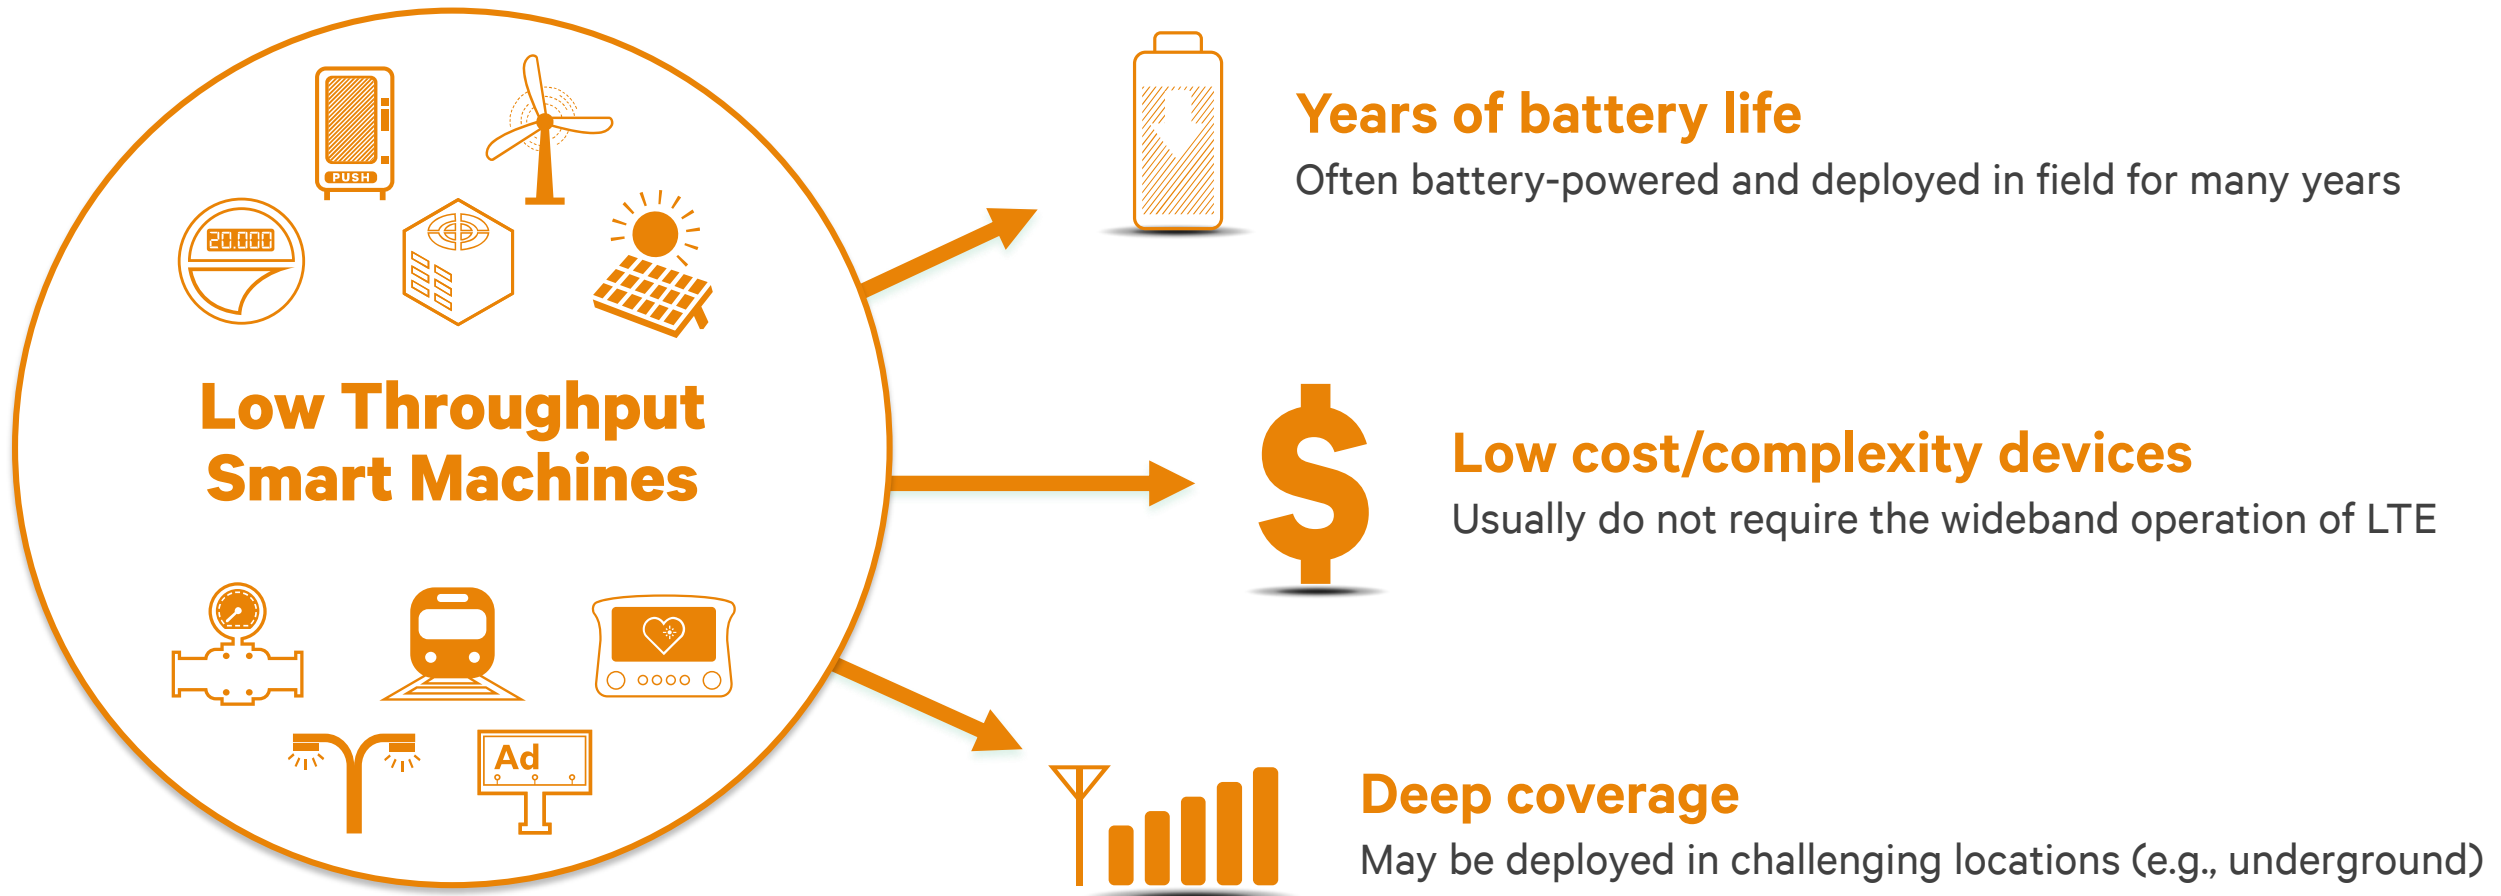 PUSH
20.000
$
Low Throughput
Smart Machines
Ad
Years of battery life
Often battery-powered and deployed in field for many years
$
Low cost/complexity devices
Usually do not require the wideband operation of LTE
Deep coverage
May be deployed in challenging locations (e.g., underground)